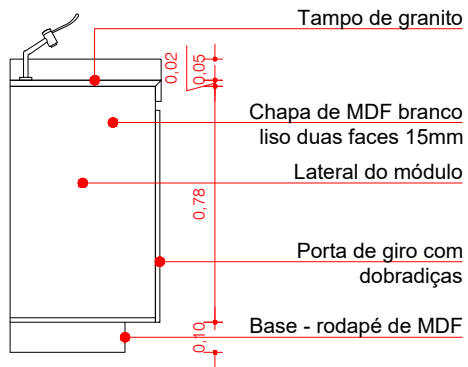 Tampo de granito
0,02
0,05
Chapa de MDF branco
liso duas faces 15mm
Lateral do módulo
0,78
Porta de giro com
dobradiças
Base - rodapé de MDF
0,10